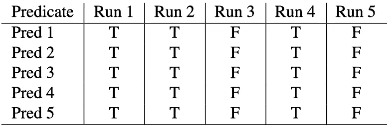 Predicate Run 1 Run 2 Run 3 Run 4 Run 5
Pred 1 T T F T F
Pred 2 T T F T F
Pred 3 T T F T F
Pred 4 T T F T F
Pred 5 T T F T F